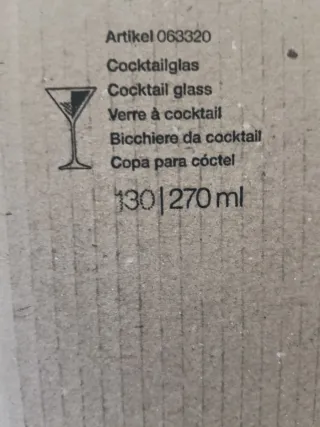 Artikel 063320
Cocktailglas
Cocktail glass
Verre à cocktail
Bicchiere da cocktail
Copa para cóctel
130|270 ml